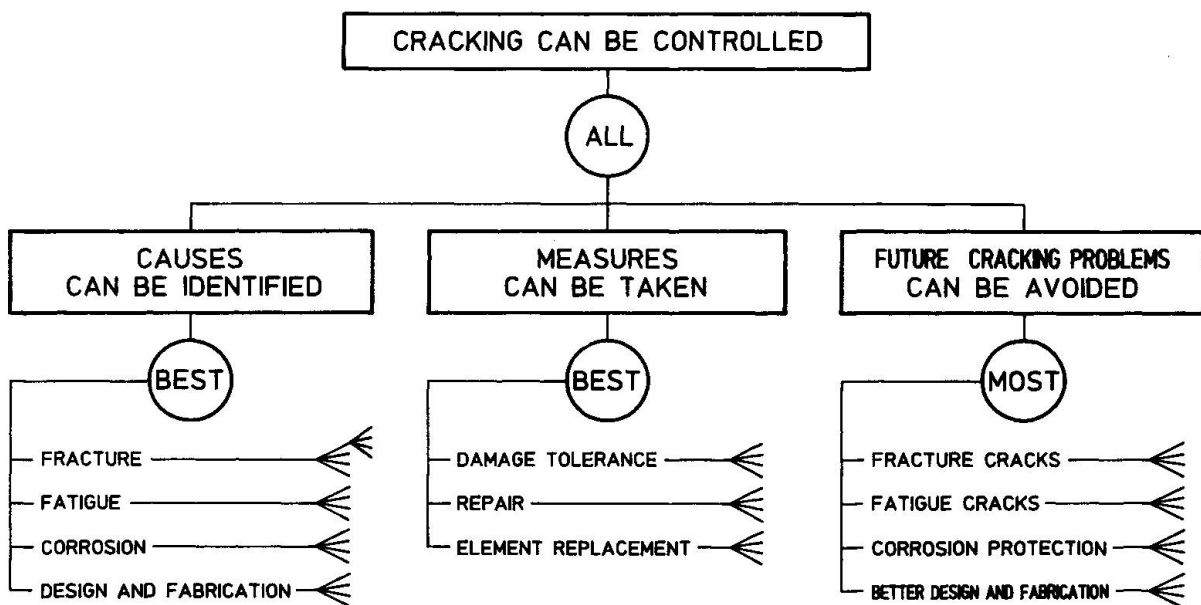 CRACKING CAN BE CONTROLLED
ALL
CAUSES
CAN BE IDENTIFIED
BEST
FRACTURE
FATIGUE
CORROSION
DESIGN AND FABRICATION
MEASURES
CAN BE TAKEN
BEST
DAMAGE TOLERANCE
REPAIR
ELEMENT REPLACEMENT
FUTURE CRACKING PROBLEMS
CAN BE AVOIDED
MOST
FRACTURE CRACKS
FATIGUE CRACKS
CORROSION PROTECTION
BETTER DESIGN AND FABRICATION